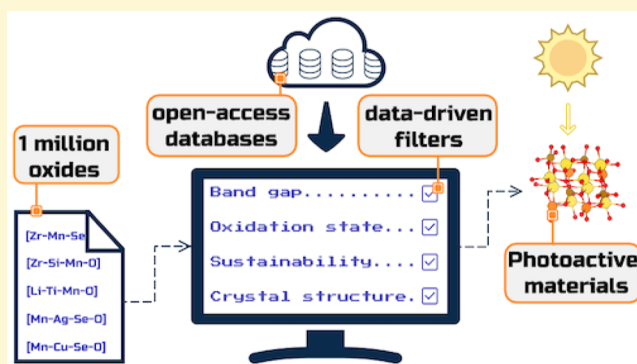 open-access
databases
data-driven
filters
1 million
oxides
Band gap..........
Oxidation state...
Sustainability....
Crystal structure.
[Zr-Mn-Se
[Zr-Si-Mn-O]
[Li-Ti-Mn-O]
[Mn-Ag-Se-O]
[Mn-Cu-Se-O]
Photoactive
materials